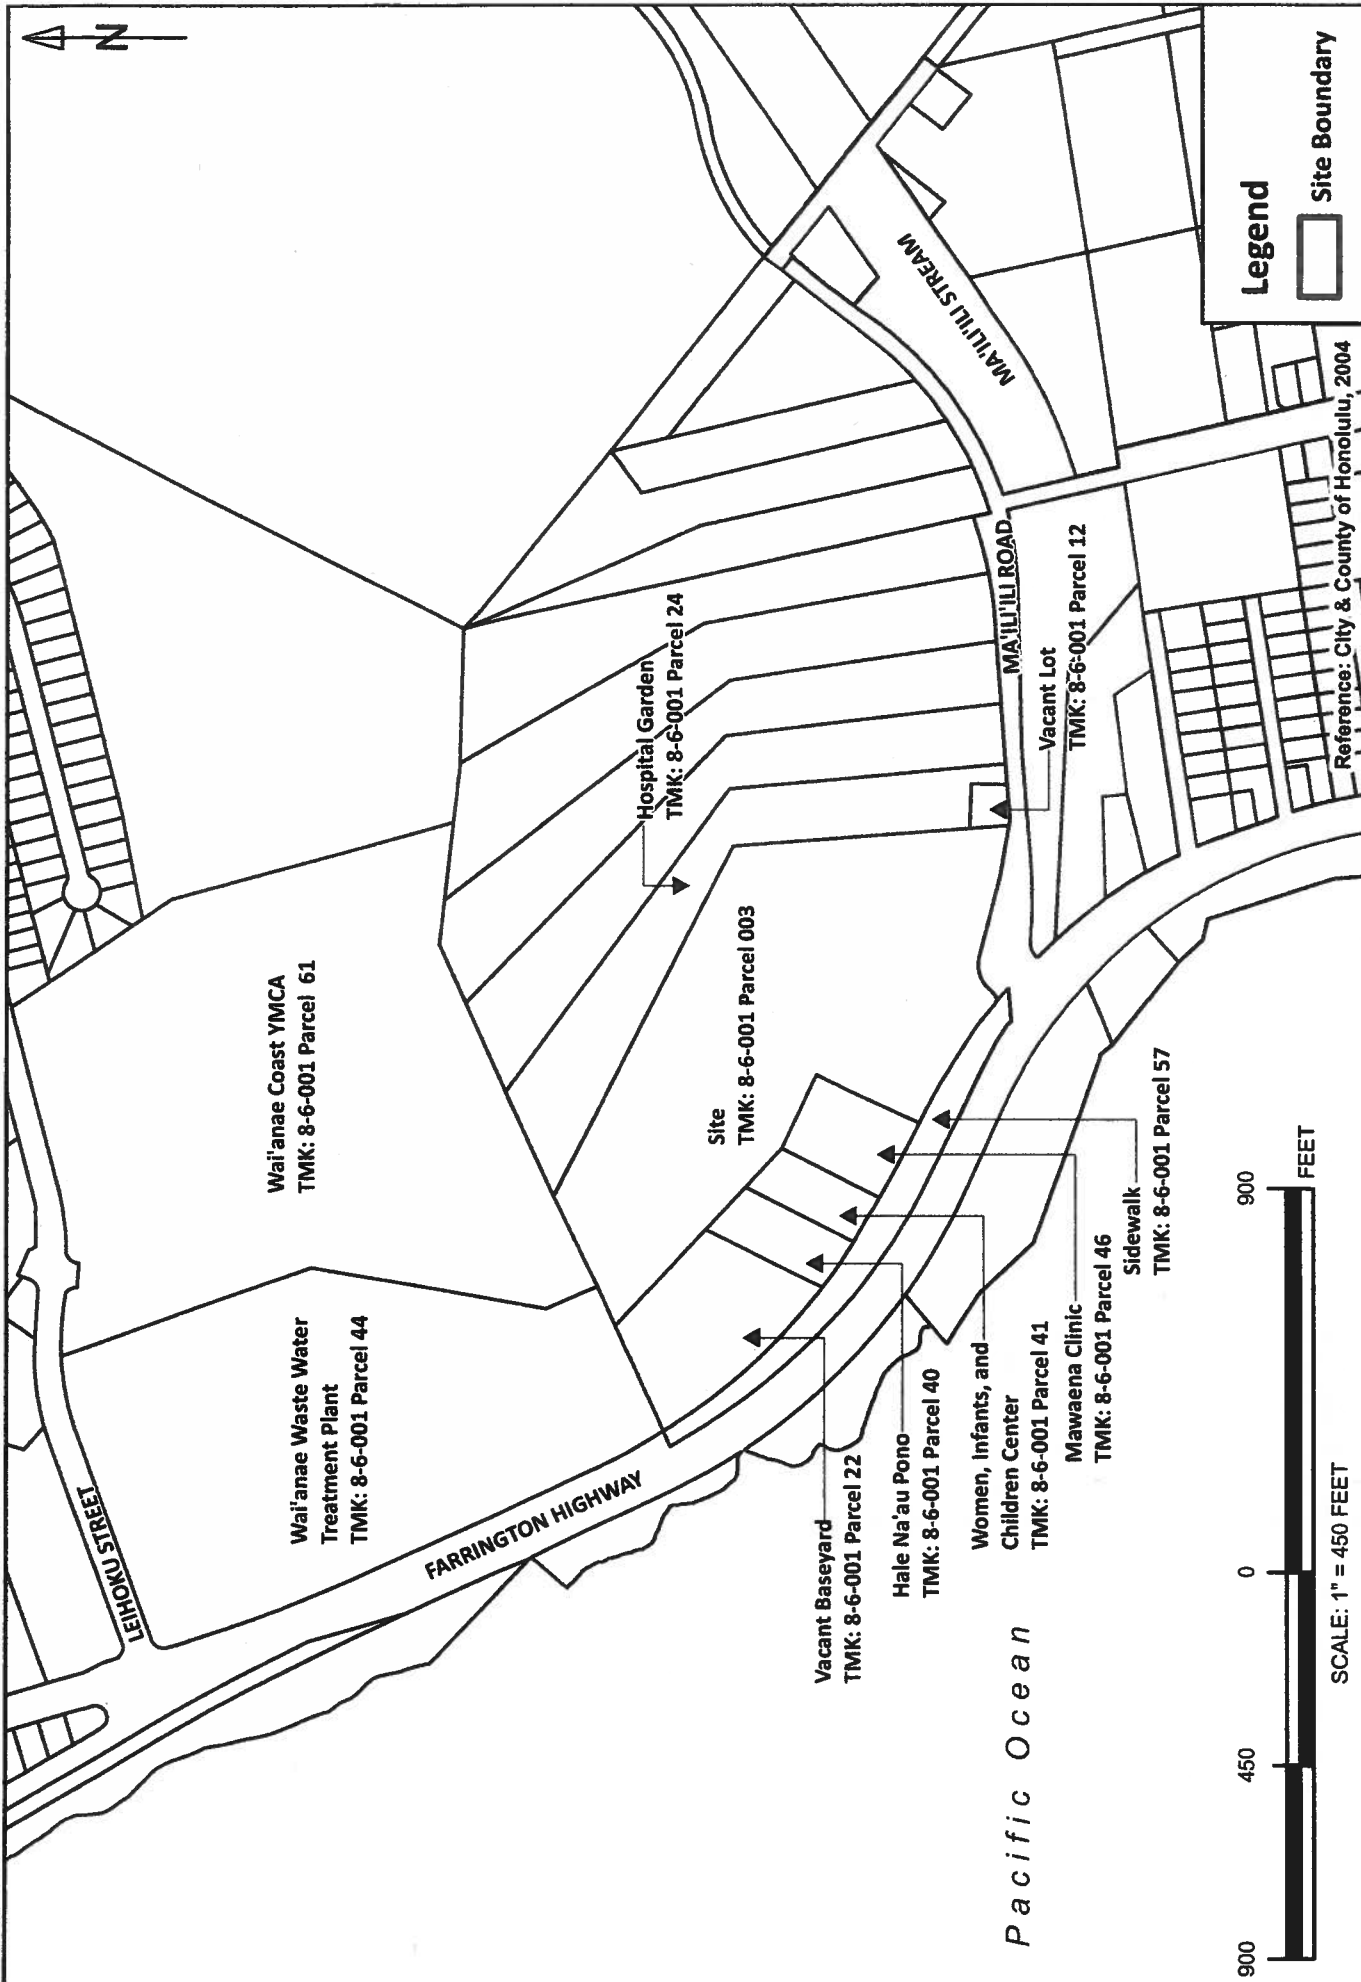 N
LEIHOKU STREET
Wai'anae Waste Water
Treatment Plant
TMK: 8-6-001 Parcel 44
Wai'anae Coast YMCA
TMK: 8-6-001 Parcel 61
FARRINGTON HIGHWAY
Hospital Garden
TMK: 8-6-001 Parcel 24
Site
TMK: 8-6-001 Parcel 003
MA'ILI'ILI STREAM
MA'ILI'ILI ROAD
Vacant Lot
TMK: 8-6-001 Parcel 12
Vacant Baseyard
TMK: 8-6-001 Parcel 22
Hale Na'au Pono
TMK: 8-6-001 Parcel 40
Women, Infants, and
Children Center
TMK: 8-6-001 Parcel 41
Mawaena Clinic
TMK: 8-6-001 Parcel 46
Sidewalk
TMK: 8-6-001 Parcel 57
Pacific Ocean
Legend
Site Boundary
900 450 0 900
FEET
SCALE: 1" = 450 FEET
Reference: City & County of Honolulu, 2004